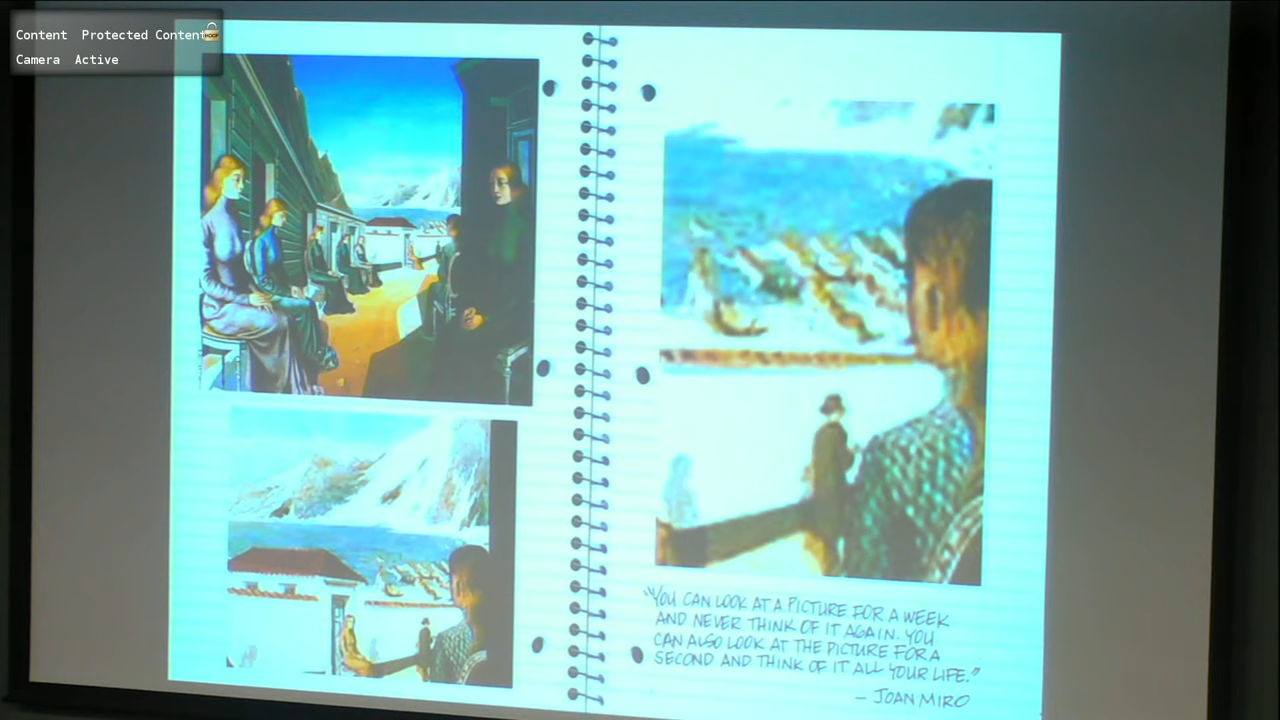 Content Protected Content
Camera Active
"YOU CAN LOOK AT A PICTURE FOR A WEEK
AND NEVER THINK OF IT AGAIN. YOU
CAN ALSO LOOK AT THE PICTURE FOR A
SECOND AND THINK OF IT ALL YOUR LIFE."
— JOAN MIRO